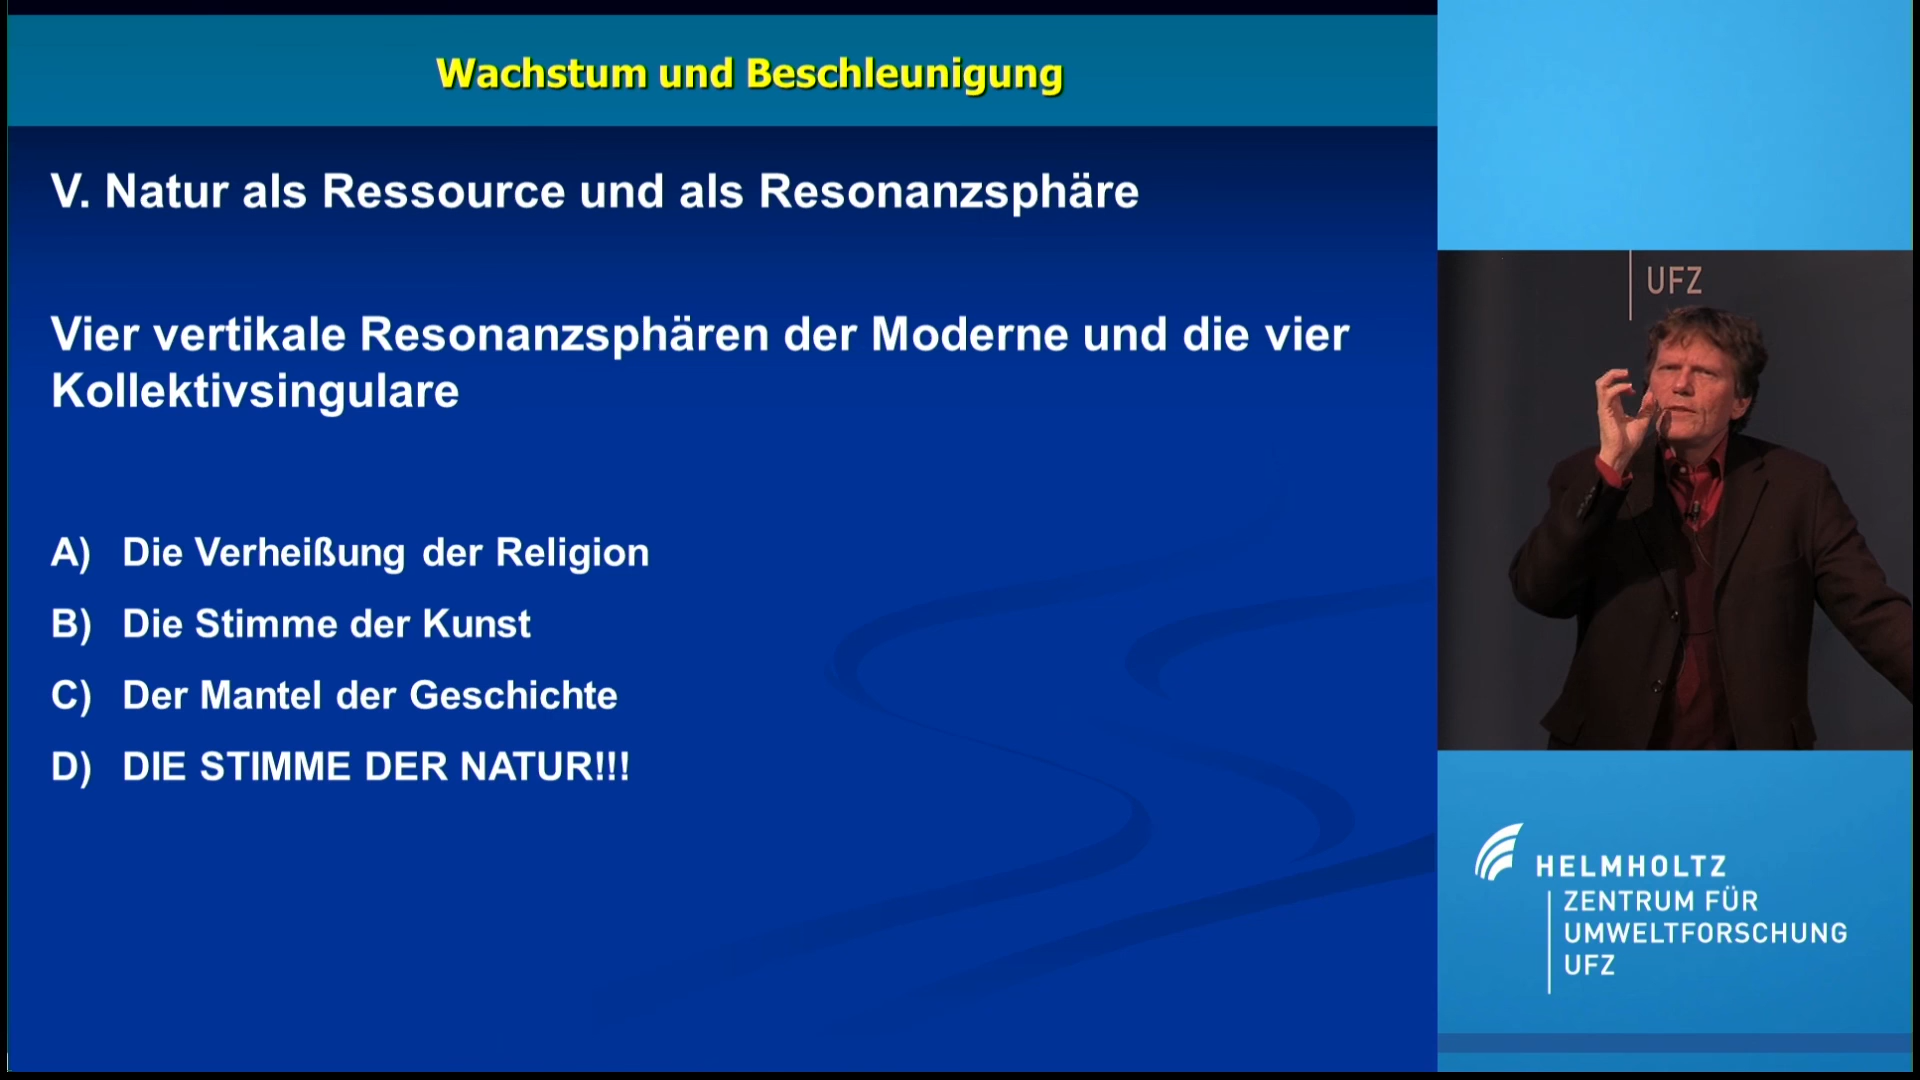 Wachstum und Beschleunigung
V. Natur als Ressource und als Resonanzsphäre
Vier vertikale Resonanzsphären der Moderne und die vier
Kollektivsingulare
A) Die Verheißung der Religion
B) Die Stimme der Kunst
C) Der Mantel der Geschichte
D) DIE STIMME DER NATUR!!!
UFZ
HELMHOLTZ
ZENTRUM FÜR
UMWELTFORSCHUNG
UFZ